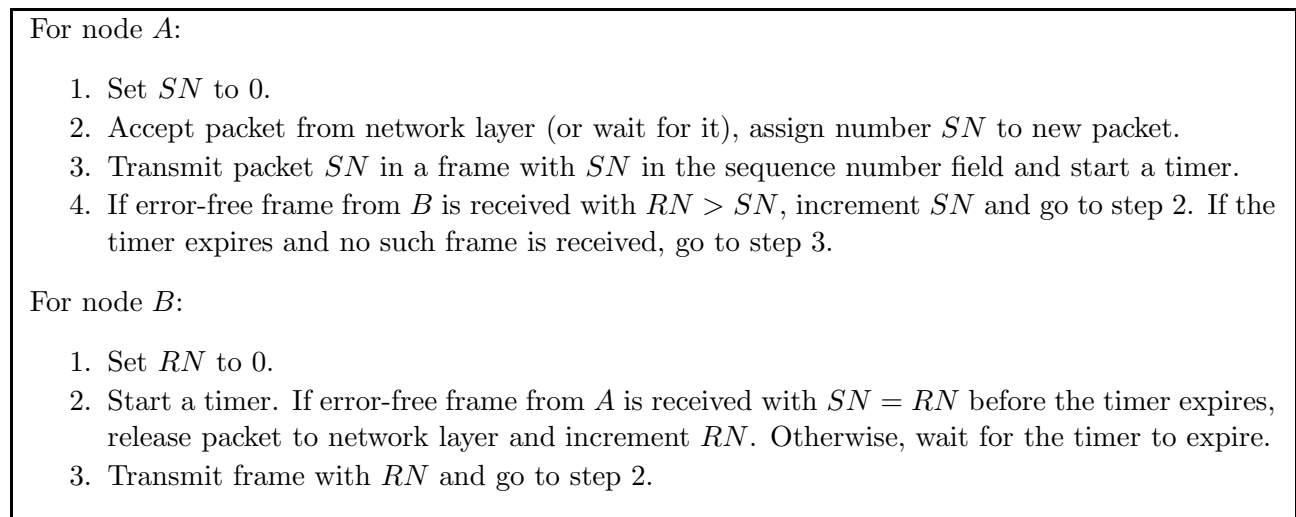 For node A:
1. Set SN to 0.
2. Accept packet from network layer (or wait for it), assign number SN to new packet.
3. Transmit packet SN in a frame with SN in the sequence number field and start a timer.
4. If error-free frame from B is received with RN > SN, increment SN and go to step 2. If the
timer expires and no such frame is received, go to step 3.
For node B:
1. Set RN to 0.
2. Start a timer. If error-free frame from A is received with SN = RN before the timer expires,
release packet to network layer and increment RN. Otherwise, wait for the timer to expire.
3. Transmit frame with RN and go to step 2.